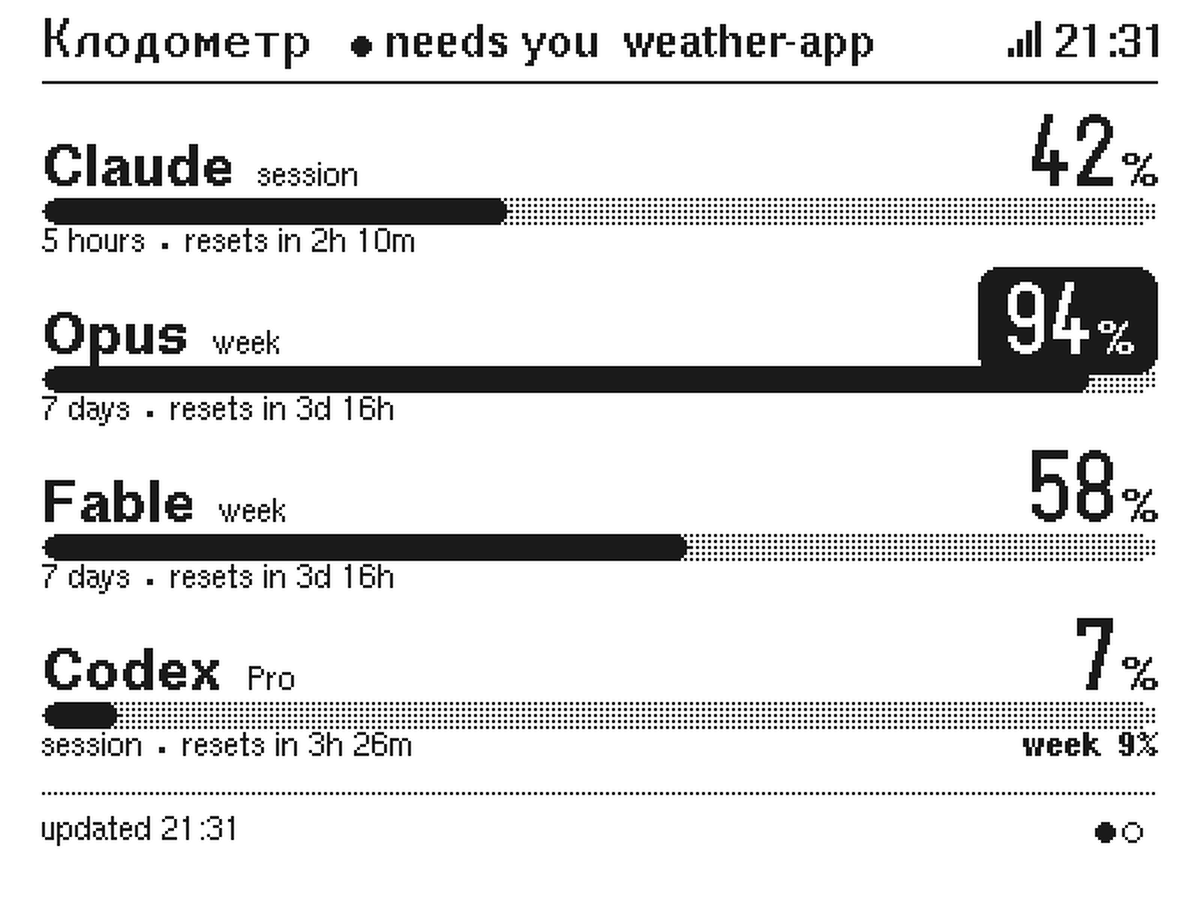 Клодометр ● needs you weather-app 21:31
Claude session 42%
5 hours · resets in 2h 10m
Opus week 94%
7 days · resets in 3d 16h
Fable week 58%
7 days · resets in 3d 16h
Codex Pro 7%
session · resets in 3h 26m week 9%
updated 21:31